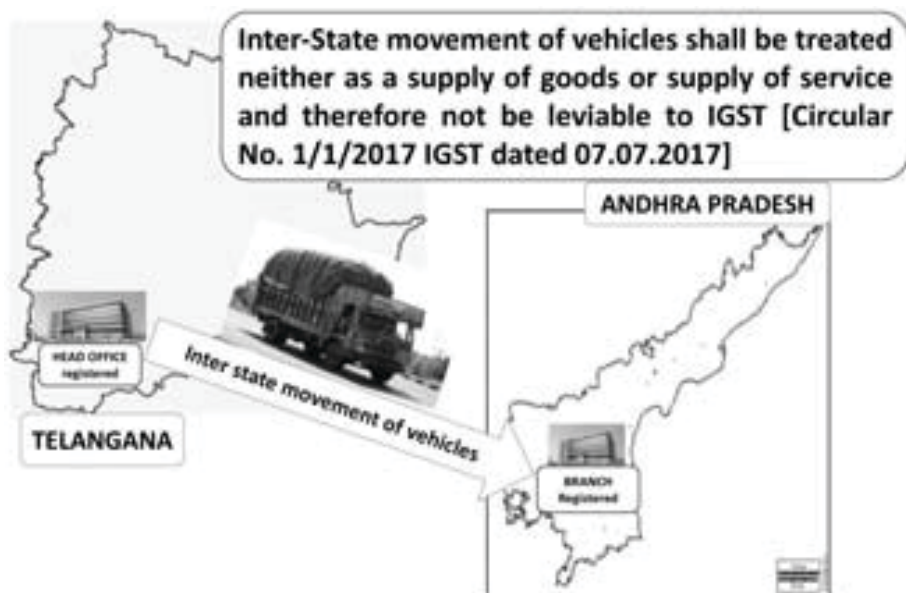 Inter-State movement of vehicles shall be treated
neither as a supply of goods or supply of service
and therefore not be leviable to IGST [Circular
No. 1/1/2017 IGST dated 07.07.2017]
ANDHRA PRADESH
HEAD OFFICE
registered
Inter state movement of vehicles
TELANGANA
BRANCH
Registered